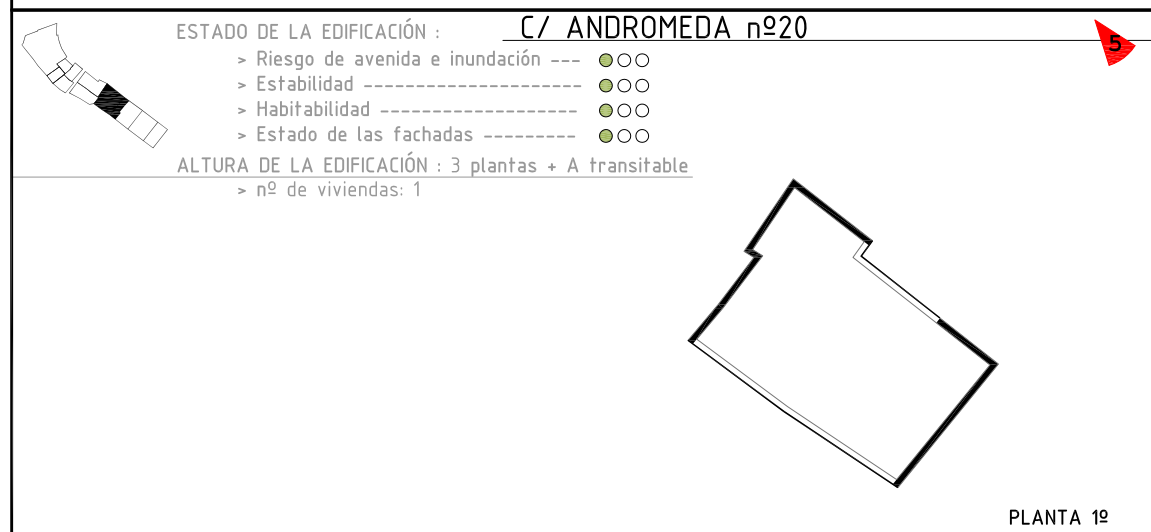 ESTADO DE LA EDIFICACIÓN : C/ ANDROMEDA nº20
5
> Riesgo de avenida e inundación ---
> Estabilidad ---------------------
> Habitabilidad -------------------
> Estado de las fachadas ---------
ALTURA DE LA EDIFICACIÓN : 3 plantas + A transitable
> nº de viviendas: 1
PLANTA 1º